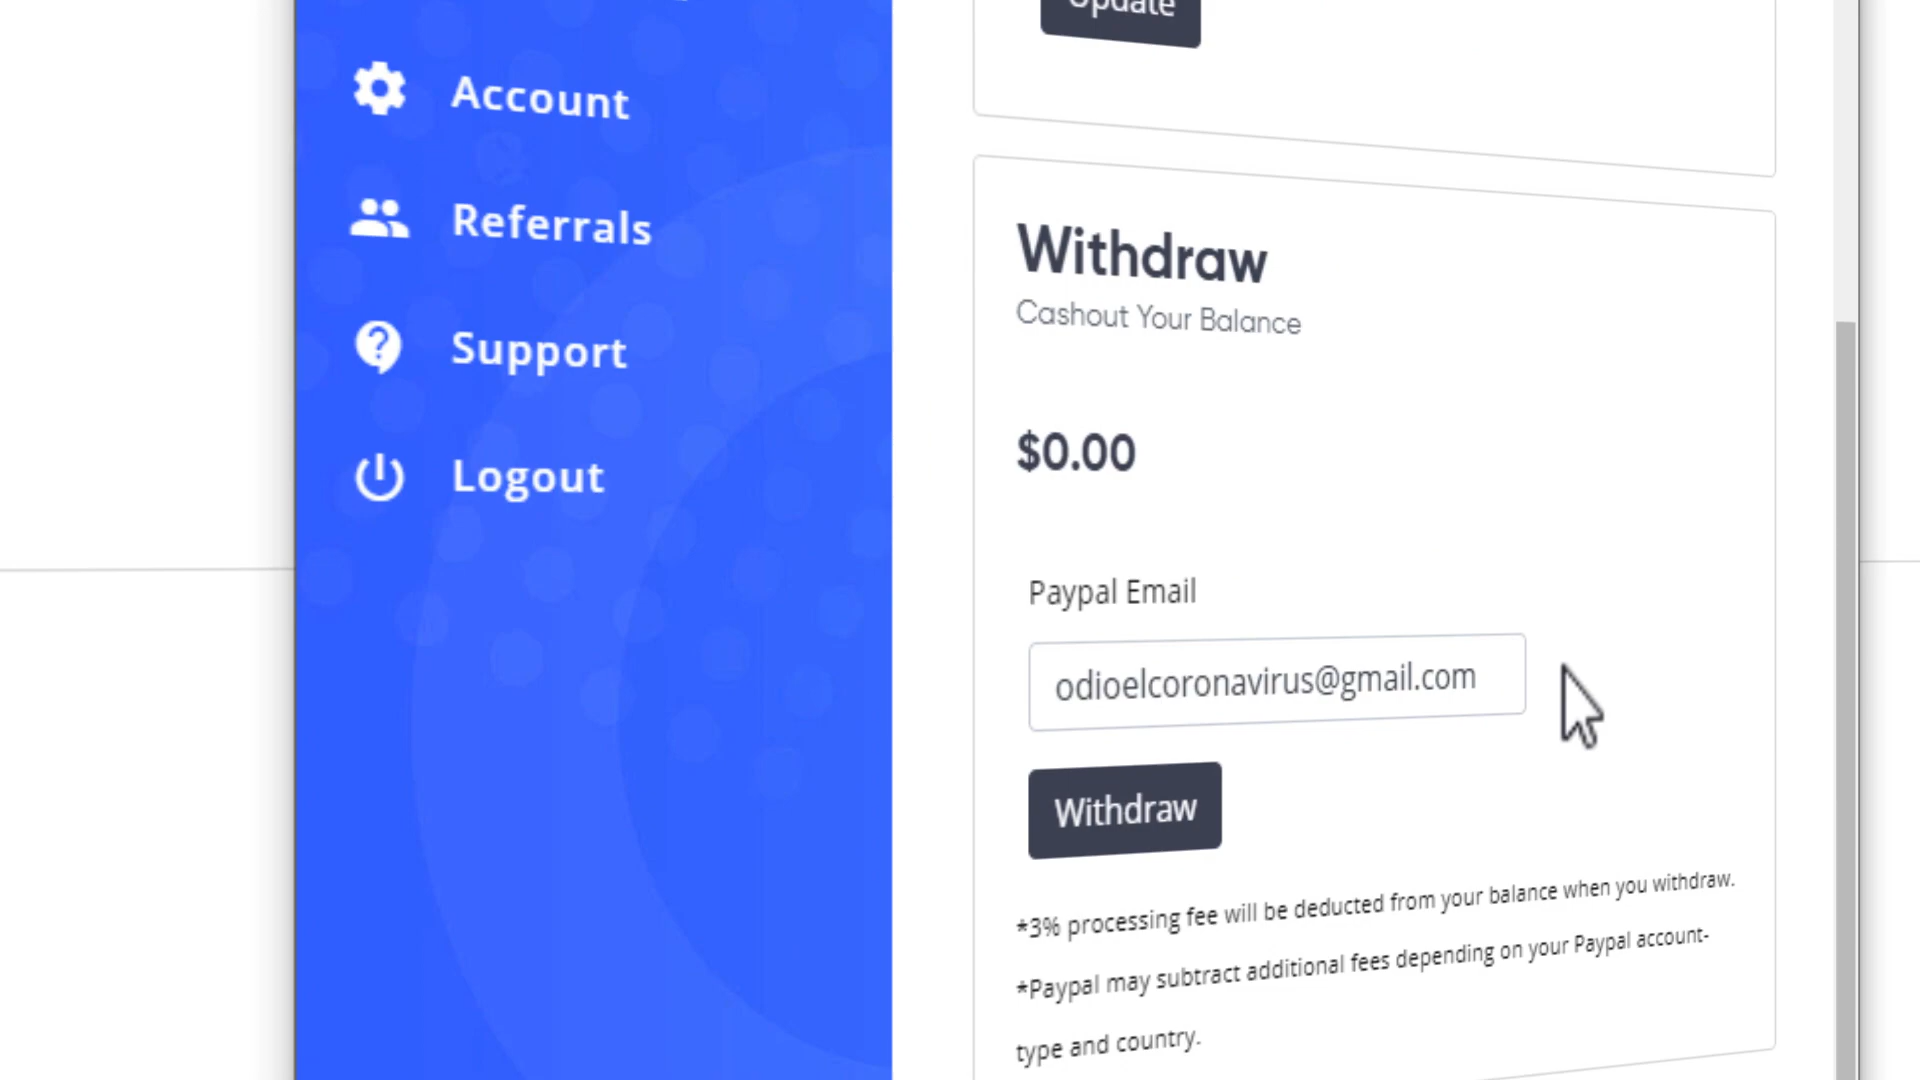 Update
Account
Referrals
Support
Logout
Withdraw
Cashout Your Balance
$0.00
Paypal Email
odioelcoronavirus@gmail.com
Withdraw
*3% processing fee will be deducted from your balance when you withdraw.
*Paypal may subtract additional fees depending on your Paypal account-
type and country.